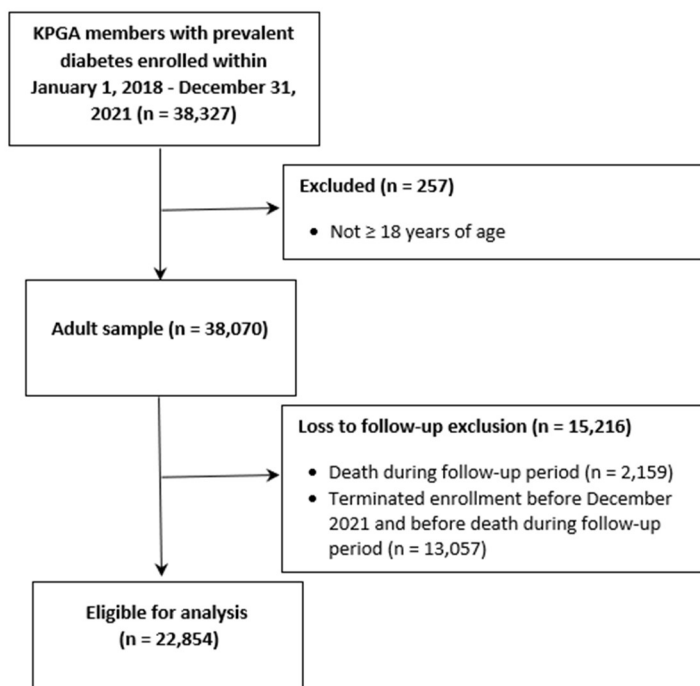 KPGA members with prevalent
diabetes enrolled within
January 1, 2018 - December 31,
2021 (n = 38,327)
Excluded (n = 257)
• Not ≥ 18 years of age
Adult sample (n = 38,070)
Loss to follow-up exclusion (n = 15,216)
• Death during follow-up period (n = 2,159)
• Terminated enrollment before December
2021 and before death during follow-up
period (n = 13,057)
Eligible for analysis
(n = 22,854)